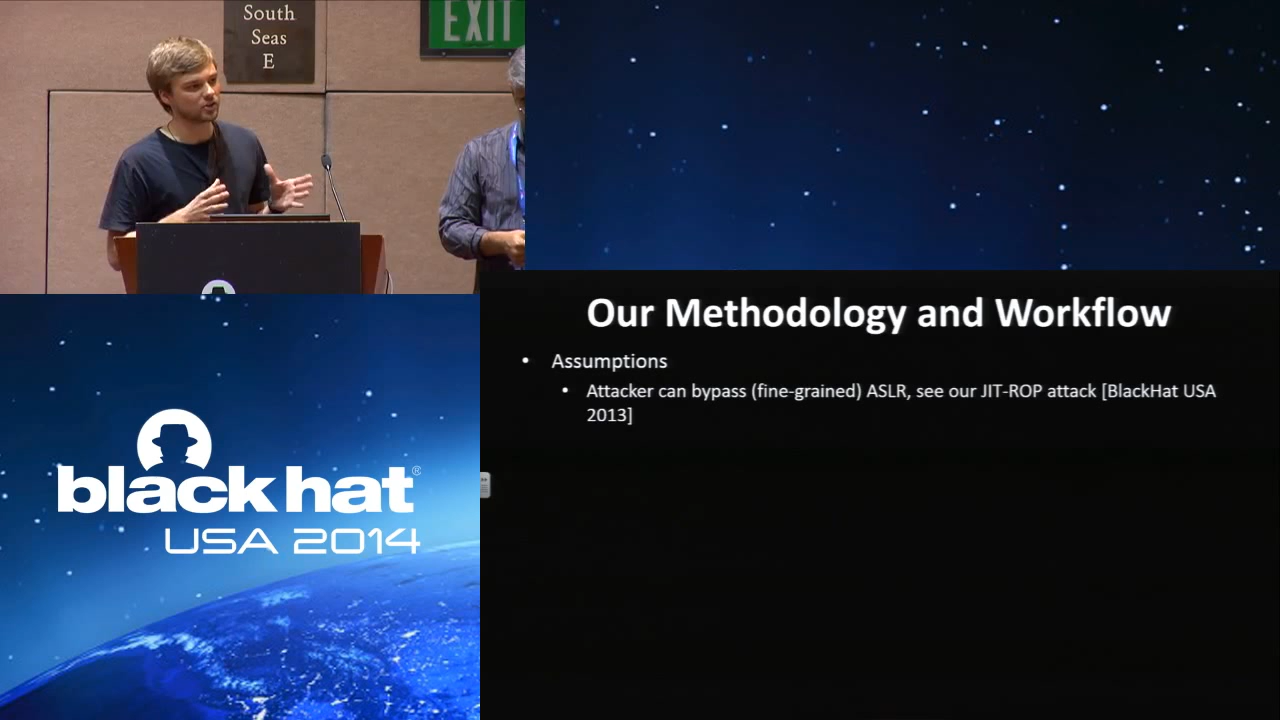 South
Seas
E
EXIT
Our Methodology and Workflow
• Assumptions
• Attacker can bypass (fine-grained) ASLR, see our JIT-ROP attack [BlackHat USA
2013]
black hat®
USA 2014